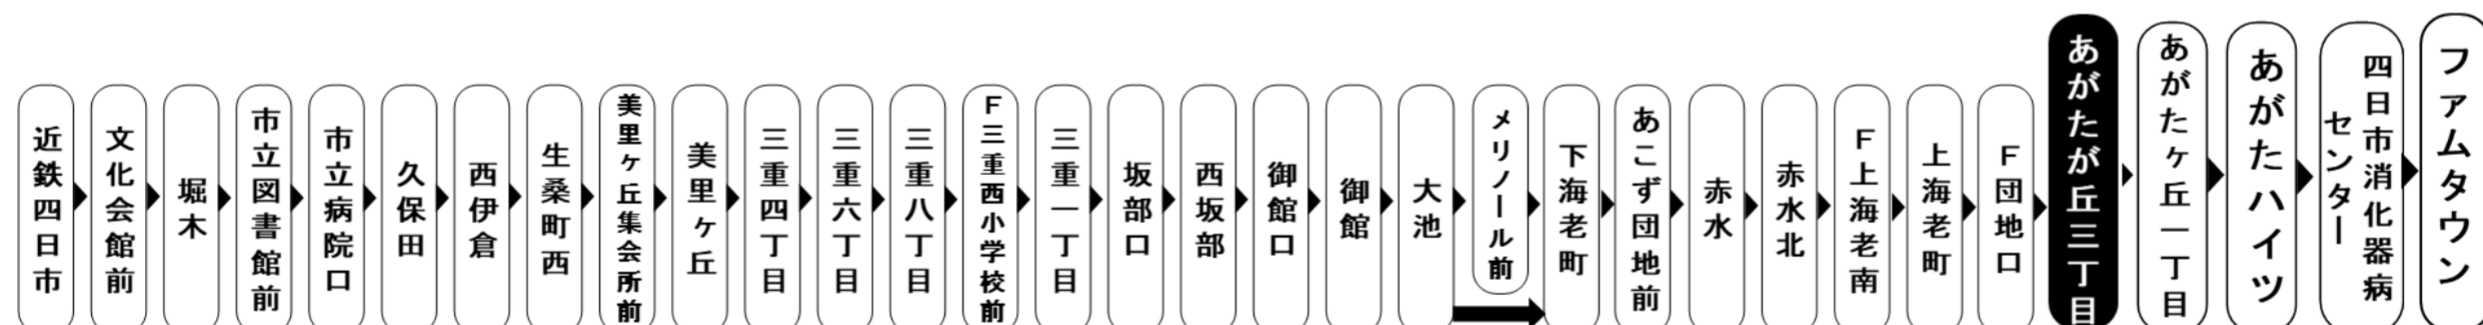 近鉄四日市
文化会館前
堀木
市立図書館前
市立病院口
久保田
西伊倉
生桑町西
美里ヶ丘集会所前
美里ヶ丘
三重四丁目
三重六丁目
三重八丁目
F三重西小学校前
三重一丁目
坂部口
西坂部
御館口
御館
大池
メリノール前
下海老町
あこず団地前
赤水
赤水北
F上海老南
上海老町
F団地口
あがたが丘三丁目
あがたヶ丘一丁目
あがたハイツ
四日市消化器病
センター
ファムタウン